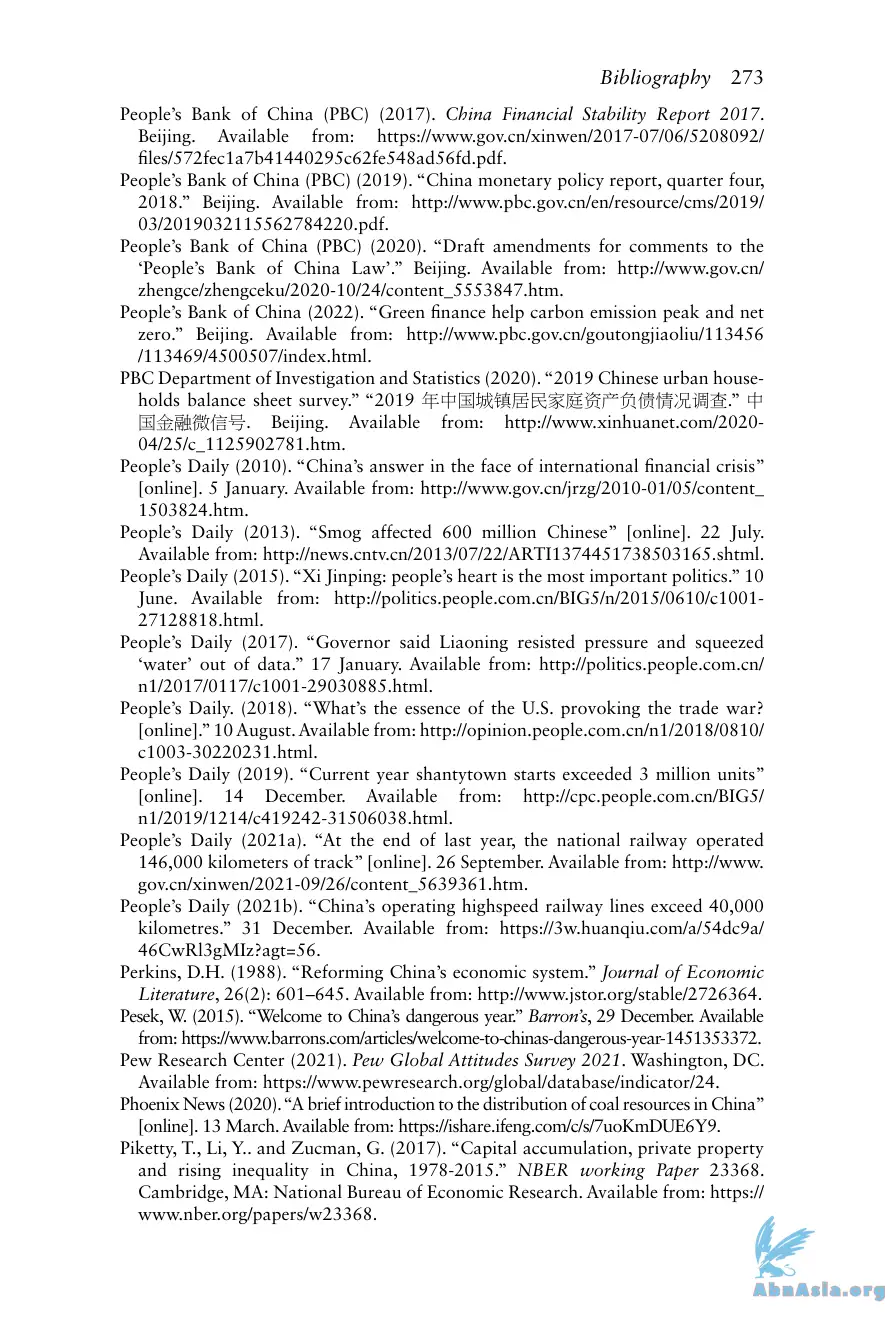 Bibliography 273
People’s Bank of China (PBC) (2017). China Financial Stability Report 2017.
Beijing. Available from: https://www.gov.cn/xinwen/2017-07/06/5208092/
files/572fec1a7b41440295c62fe548ad56fd.pdf.
People’s Bank of China (PBC) (2019). “China monetary policy report, quarter four,
2018.” Beijing. Available from: http://www.pbc.gov.cn/en/resource/cms/2019/
03/2019032115562784220.pdf.
People’s Bank of China (PBC) (2020). “Draft amendments for comments to the
‘People’s Bank of China Law’.” Beijing. Available from: http://www.gov.cn/
zhengce/zhengceku/2020-10/24/content_5553847.htm.
People’s Bank of China (2022). “Green finance help carbon emission peak and net
zero.” Beijing. Available from: http://www.pbc.gov.cn/goutongjiaoliu/113456
/113469/4500507/index.html.
PBC Department of Investigation and Statistics (2020). “2019 Chinese urban house-
holds balance sheet survey.” “2019 年中国城镇居民家庭资产负债情况调查.” 中
国金融微信号. Beijing. Available from: http://www.xinhuanet.com/2020-
04/25/c_1125902781.htm.
People’s Daily (2010). “China’s answer in the face of international financial crisis”
[online]. 5 January. Available from: http://www.gov.cn/jrzg/2010-01/05/content_
1503824.htm.
People’s Daily (2013). “Smog affected 600 million Chinese” [online]. 22 July.
Available from: http://news.cntv.cn/2013/07/22/ARTI1374451738503165.shtml.
People’s Daily (2015). “Xi Jinping: people’s heart is the most important politics.” 10
June. Available from: http://politics.people.com.cn/BIG5/n/2015/0610/c1001-
27128818.html.
People’s Daily (2017). “Governor said Liaoning resisted pressure and squeezed
‘water’ out of data.” 17 January. Available from: http://politics.people.com.cn/
n1/2017/0117/c1001-29030885.html.
People’s Daily. (2018). “What’s the essence of the U.S. provoking the trade war?
[online].” 10 August. Available from: http://opinion.people.com.cn/n1/2018/0810/
c1003-30220231.html.
People’s Daily (2019). “Current year shantytown starts exceeded 3 million units”
[online]. 14 December. Available from: http://cpc.people.com.cn/BIG5/
n1/2019/1214/c419242-31506038.html.
People’s Daily (2021a). “At the end of last year, the national railway operated
146,000 kilometers of track” [online]. 26 September. Available from: http://www.
gov.cn/xinwen/2021-09/26/content_5639361.htm.
People’s Daily (2021b). “China’s operating highspeed railway lines exceed 40,000
kilometres.” 31 December. Available from: https://3w.huanqiu.com/a/54dc9a/
46CwRl3gMIz?agt=56.
Perkins, D.H. (1988). “Reforming China’s economic system.” Journal of Economic
Literature, 26(2): 601–645. Available from: http://www.jstor.org/stable/2726364.
Pesek, W. (2015). “Welcome to China’s dangerous year.” Barron’s, 29 December. Available
from: https://www.barrons.com/articles/welcome-to-chinas-dangerous-year-1451353372.
Pew Research Center (2021). Pew Global Attitudes Survey 2021. Washington, DC.
Available from: https://www.pewresearch.org/global/database/indicator/24.
Phoenix News (2020). “A brief introduction to the distribution of coal resources in China”
[online]. 13 March. Available from: https://ishare.ifeng.com/c/s/7uoKmDUE6Y9.
Piketty, T., Li, Y.. and Zucman, G. (2017). “Capital accumulation, private property
and rising inequality in China, 1978-2015.” NBER working Paper 23368.
Cambridge, MA: National Bureau of Economic Research. Available from: https://
www.nber.org/papers/w23368.
AbnAsia.org